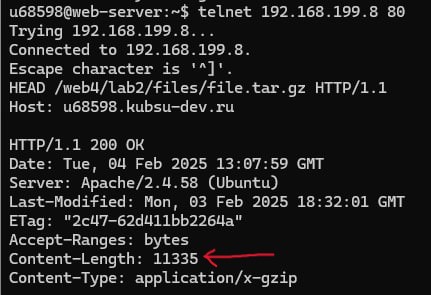 u68598@web-server:~$ telnet 192.168.199.8 80
Trying 192.168.199.8...
Connected to 192.168.199.8.
Escape character is '^]'.
HEAD /web4/lab2/files/file.tar.gz HTTP/1.1
Host: u68598.kubsu-dev.ru

HTTP/1.1 200 OK
Date: Tue, 04 Feb 2025 13:07:59 GMT
Server: Apache/2.4.58 (Ubuntu)
Last-Modified: Mon, 03 Feb 2025 18:32:01 GMT
ETag: "2c47-62d411bb2264a"
Accept-Ranges: bytes
Content-Length: 11335
Content-Type: application/x-gzip